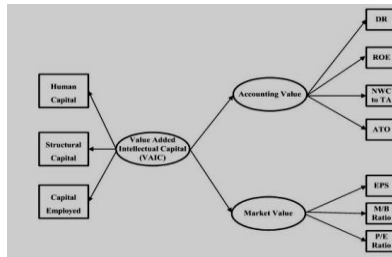 Human
Capital
Structural
Capital
Capital
Employed
Value Added
Intellectual Capital
(VAIC)
Accounting Value
Market Value
DR
ROE
NWC
to TA
ATO
EPS
M/B
Ratio
P/E
Ratio